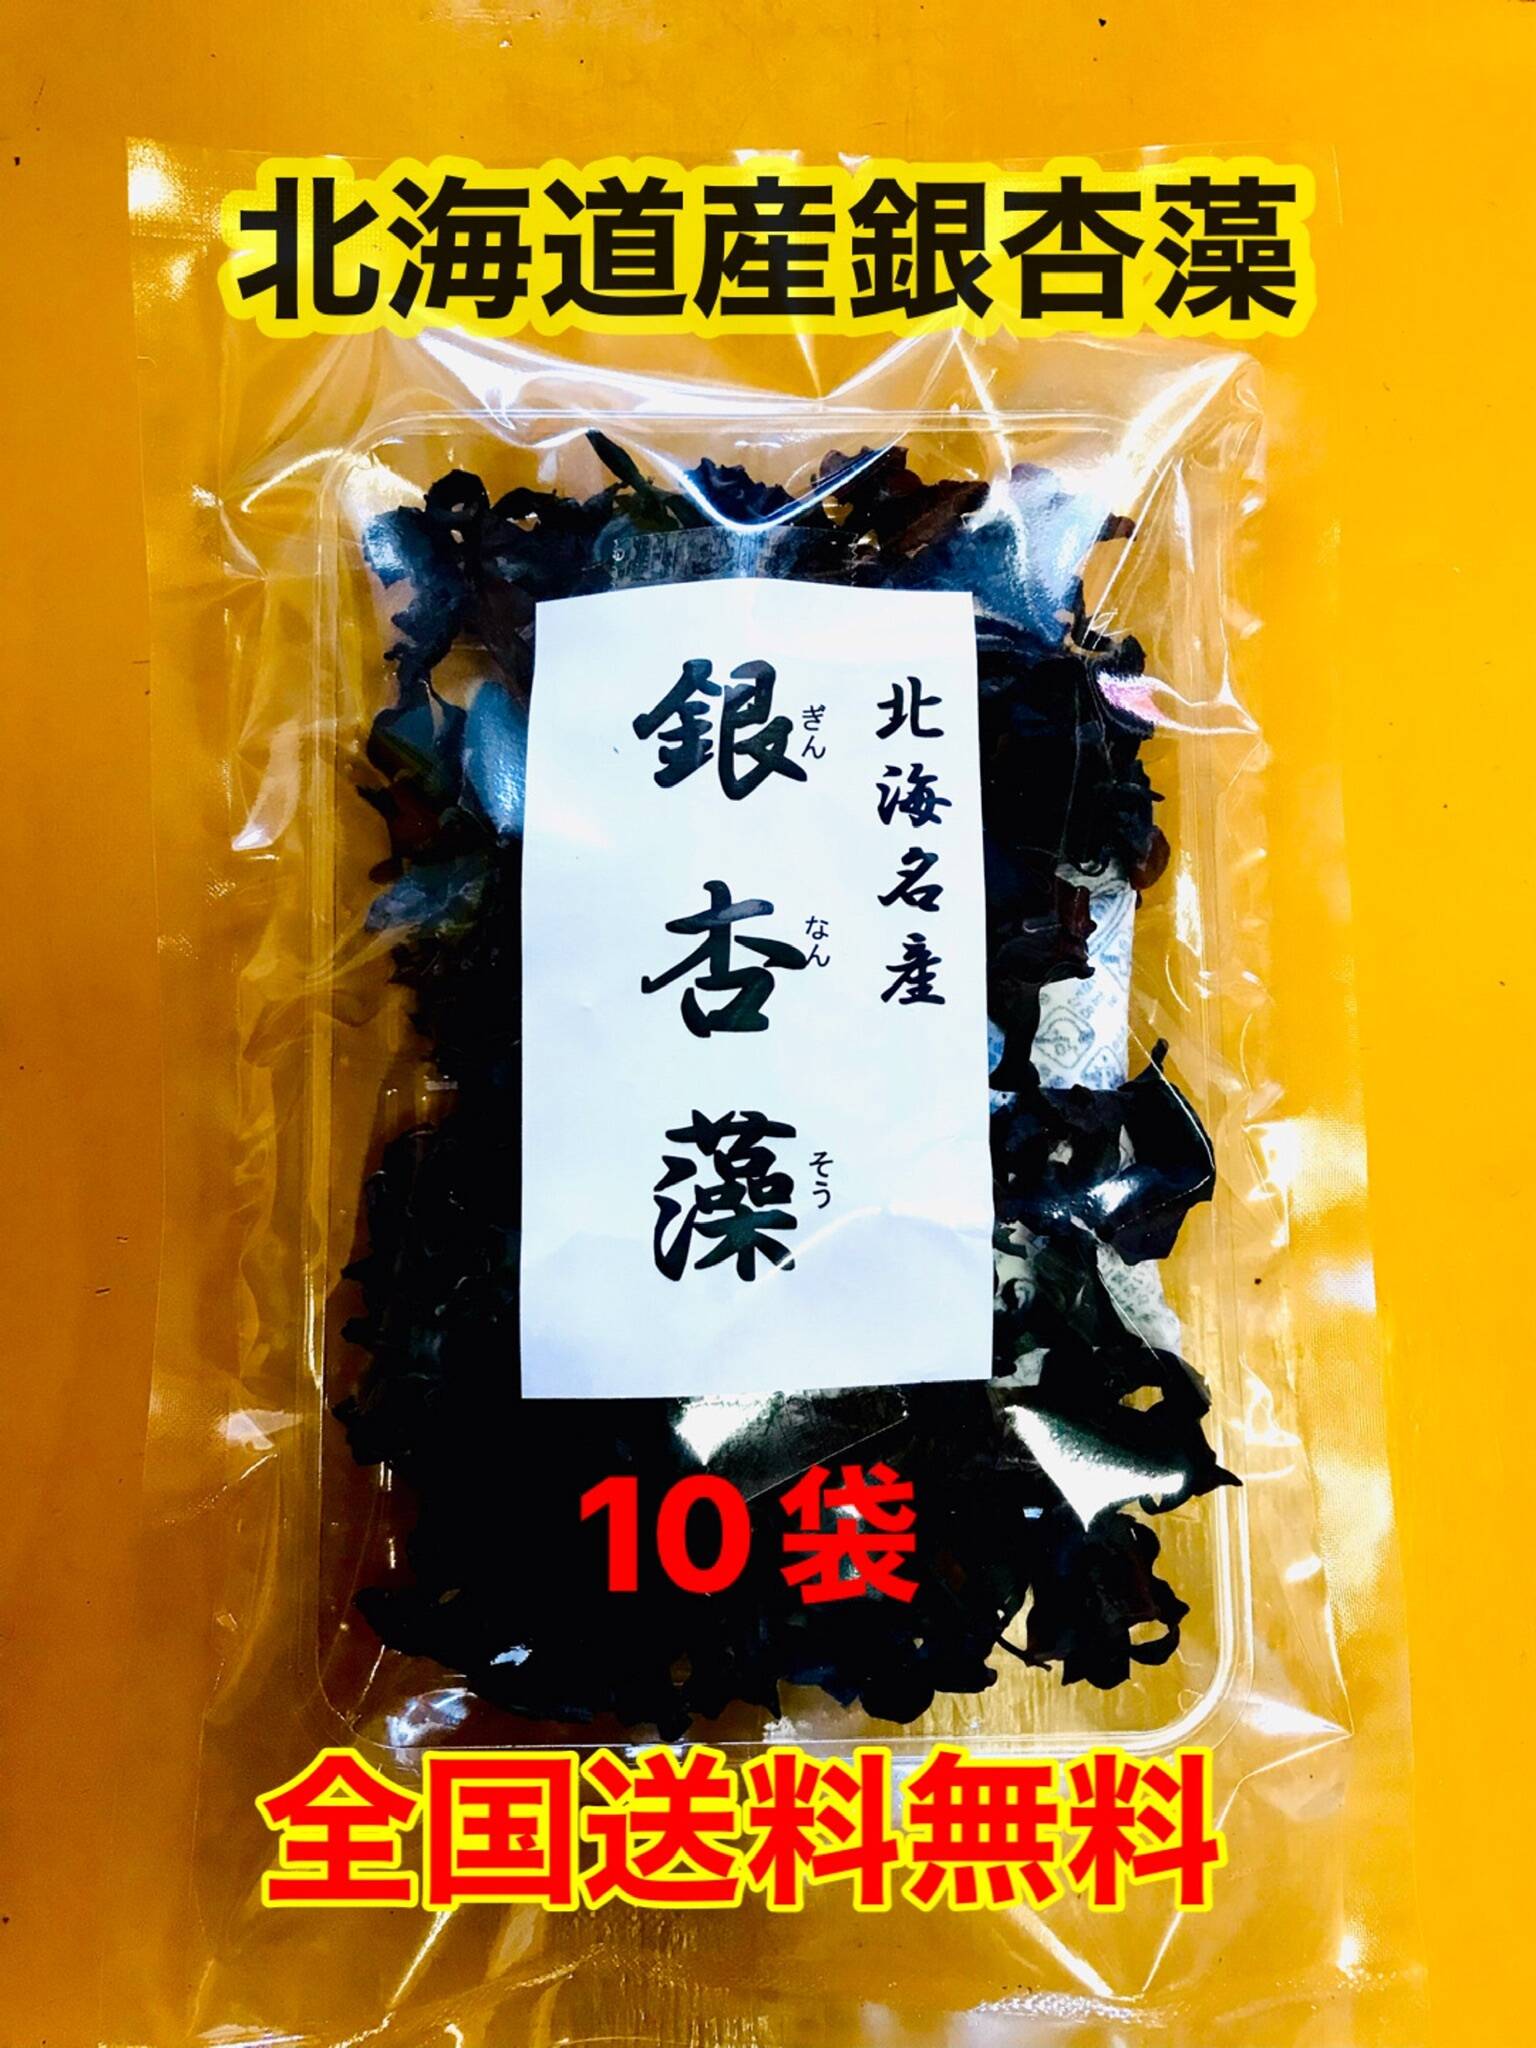 北海道産銀杏藻
北海名産
銀杏藻
ぎん
なん
そう
10袋
全国送料無料